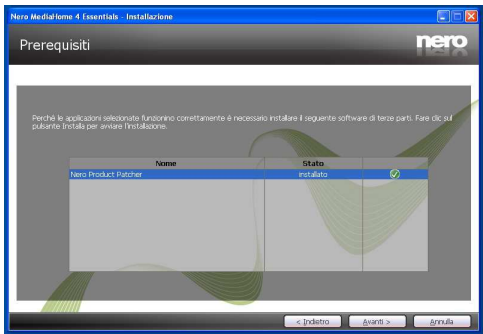 Nero MediaHome 4 Essentials - Installazione
Prerequisiti
nero
Perché le applicazioni selezionate funzionino correttamente è necessario installare il seguente software di terze parti. Fare clic sul
pulsante Installa per avviare l'installazione.
Nome Stato
Nero Product Patcher installato
< Indietro Avanti > Annulla